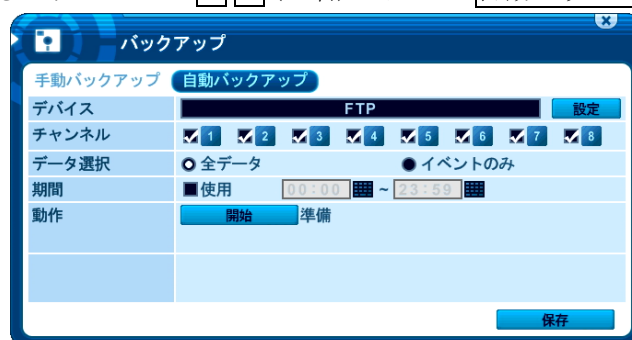 バックアップ
手動バックアップ 自動バックアップ
デバイス FTP 設定
チャンネル 1 2 3 4 5 6 7 8
データ選択 全データ イベントのみ
期間 使用 00:00 ~ 23:59
動作 開始 準備
保存